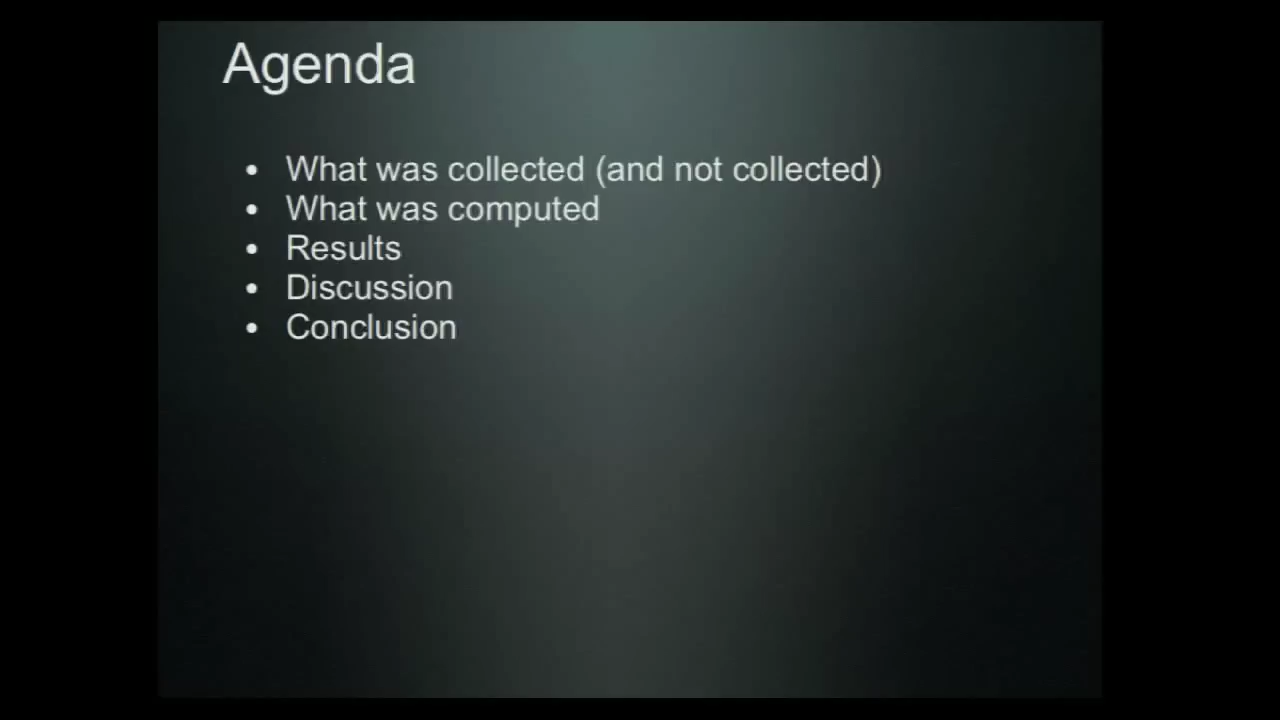 Agenda
• What was collected (and not collected)
• What was computed
• Results
• Discussion
• Conclusion